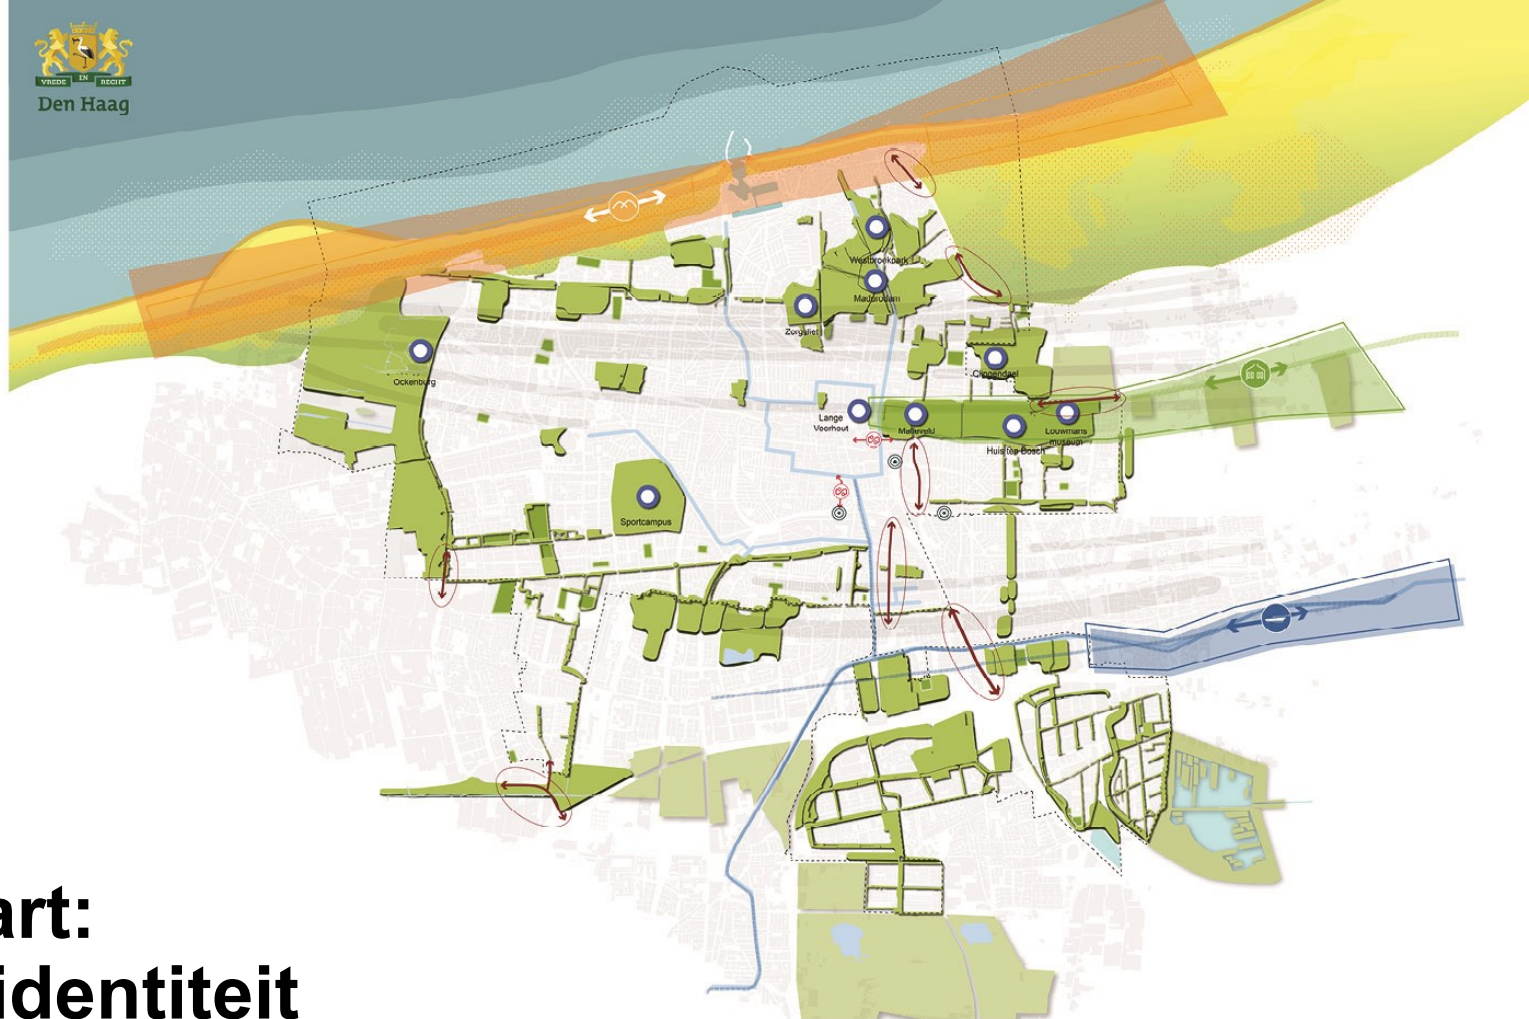 VREDE EN RECHT
Den Haag
Westbroekpark
Madurodam
Zorgvliet
Clingendael
Ockenburg
Lange
Voorhout
Malieveld
Louwmans
museum
Huis ten Bosch
Sportcampus
art:
identiteit